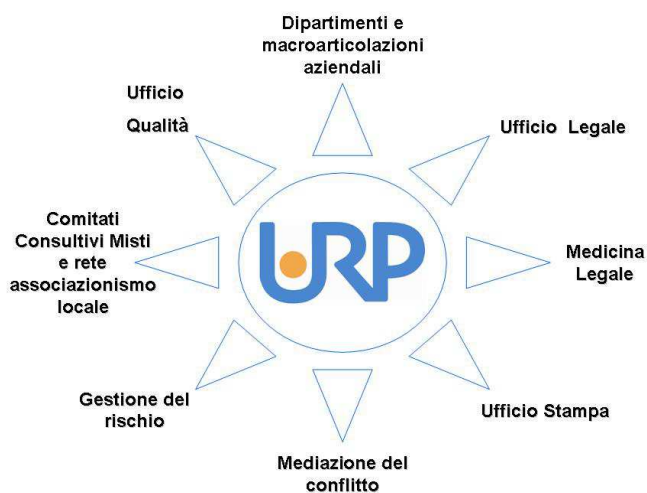 Dipartimenti e
macroarticolazioni
aziendali
Ufficio
Qualità
Ufficio Legale
Comitati
Consultivi Misti
e rete
associazionismo
locale
URP
Medicina
Legale
Gestione del
rischio
Ufficio Stampa
Mediazione del
conflitto